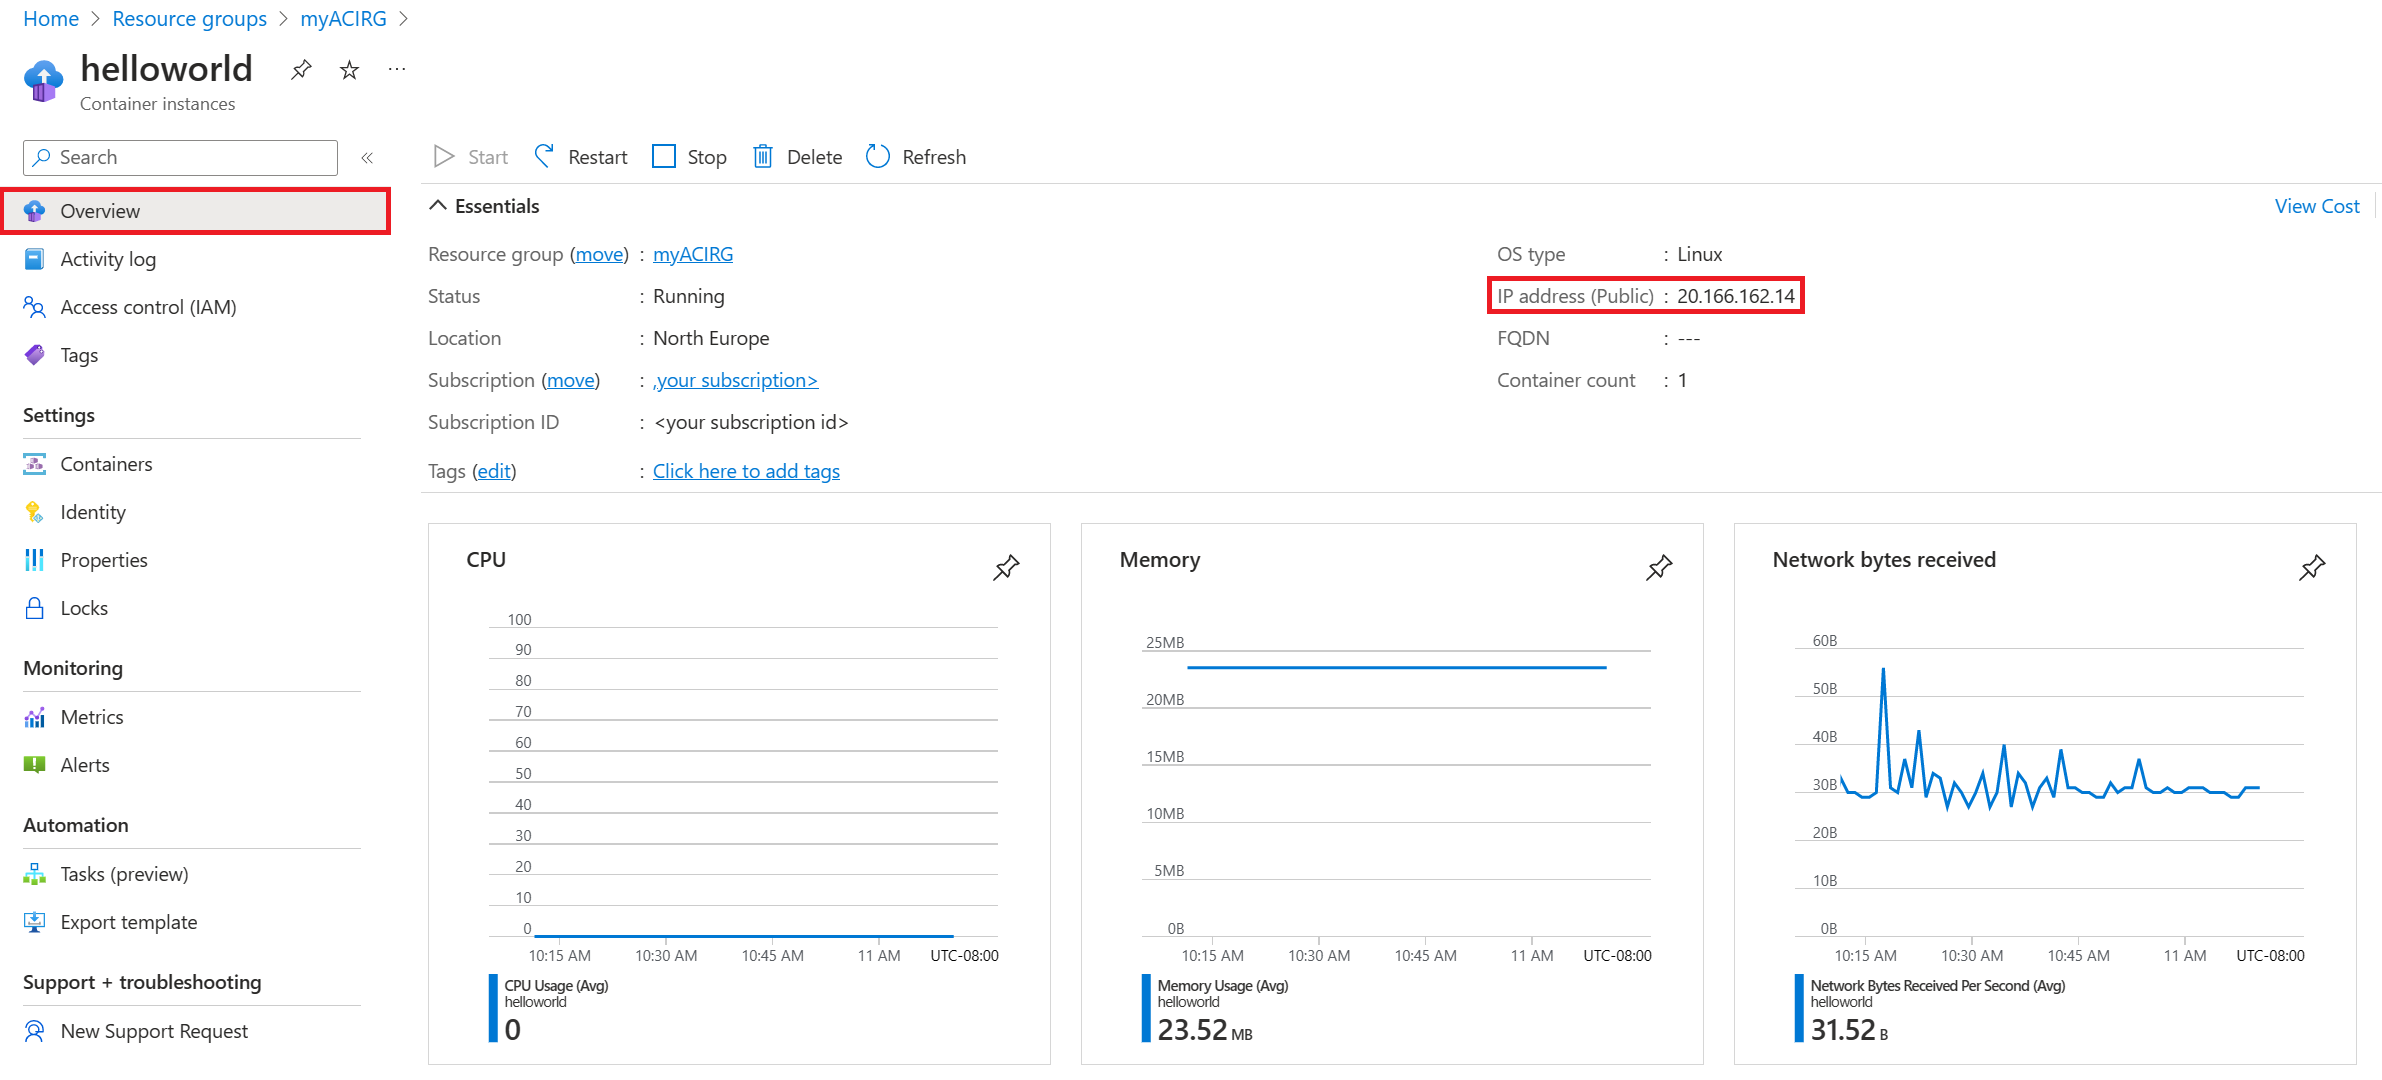 Home > Resource groups > myACIRG >
helloworld
Container instances
Search
Overview
Activity log
Access control (IAM)
Tags
Settings
Containers
Identity
Properties
Locks
Monitoring
Metrics
Alerts
Automation
Tasks (preview)
Export template
Support + troubleshooting
New Support Request
Start Restart Stop Delete Refresh
Essentials
View Cost
Resource group (move) : myACIRG
Status : Running
Location : North Europe
Subscription (move) : ,your subscription>
Subscription ID : <your subscription id>
Tags (edit) : Click here to add tags
OS type : Linux
IP address (Public) : 20.166.162.14
FQDN : ---
Container count : 1
CPU
100
90
80
70
60
50
40
30
20
10
0
10:15 AM 10:30 AM 10:45 AM 11 AM UTC-08:00
CPU Usage (Avg)
helloworld
0
Memory
25MB
20MB
15MB
10MB
5MB
0B
10:15 AM 10:30 AM 10:45 AM 11 AM UTC-08:00
Memory Usage (Avg)
helloworld
23.52 MB
Network bytes received
60B
50B
40B
30B
20B
10B
0B
10:15 AM 10:30 AM 10:45 AM 11 AM UTC-08:00
Network Bytes Received Per Second (Avg)
helloworld
31.52 B